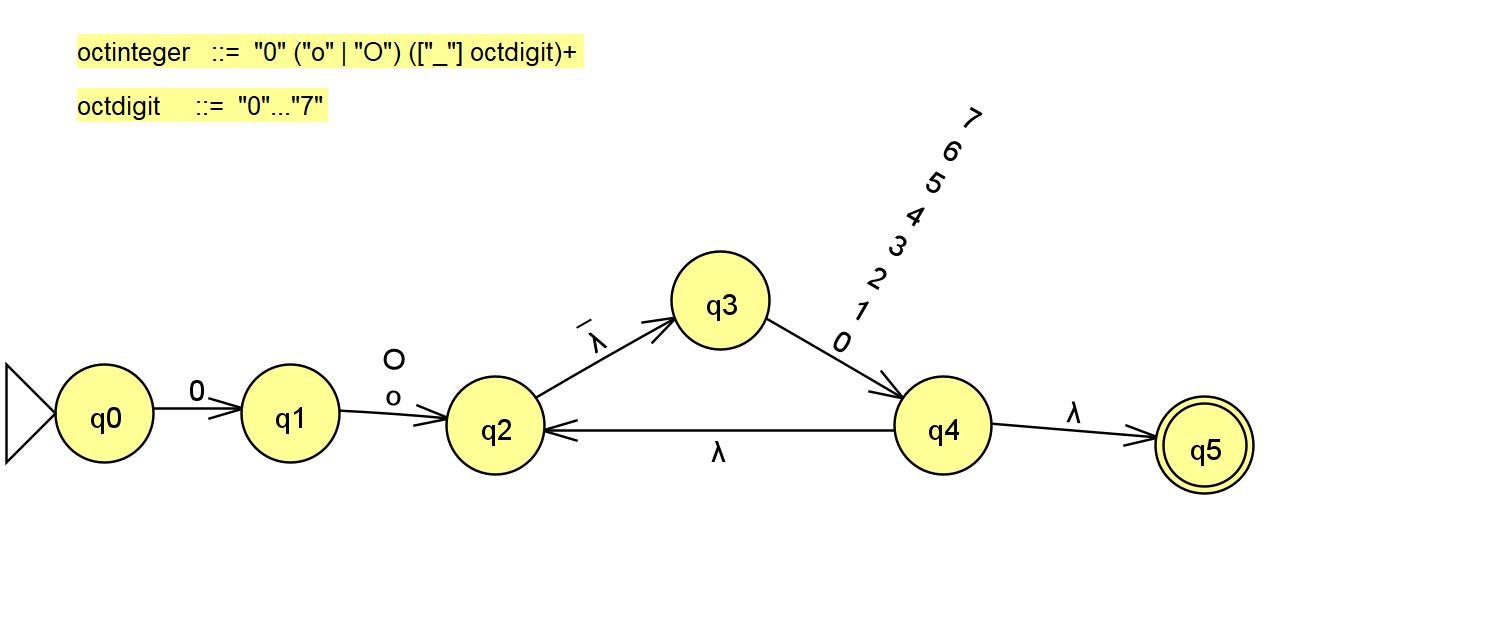 octinteger ::= "0" ("o" | "O") (["_"] octdigit)+
octdigit ::= "0"..."7"
7
6
5
4
3
2
1
0
q3
_
λ
O
o
0
q0
q1
q2
q4
λ
q5
λ